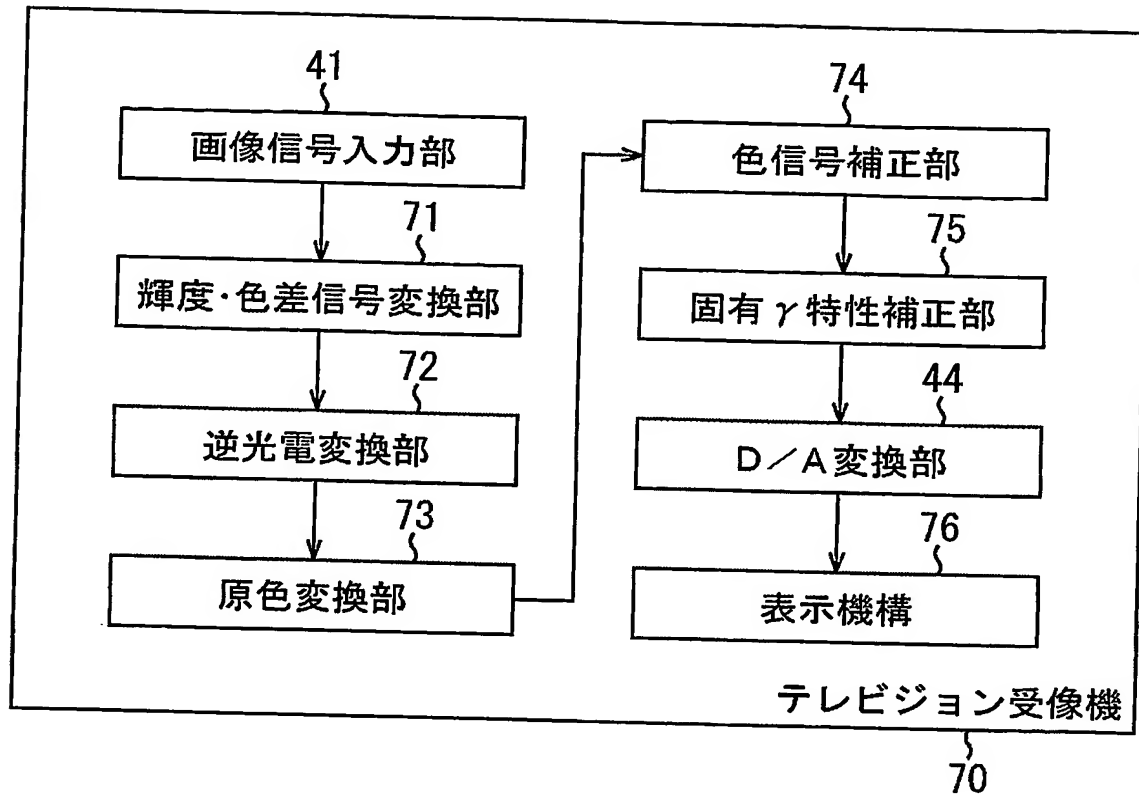 41
画像信号入力部
71
輝度・色差信号変換部
72
逆光電変換部
73
原色変換部
74
色信号補正部
75
固有γ特性補正部
44
D／A変換部
76
表示機構
テレビジョン受像機
70